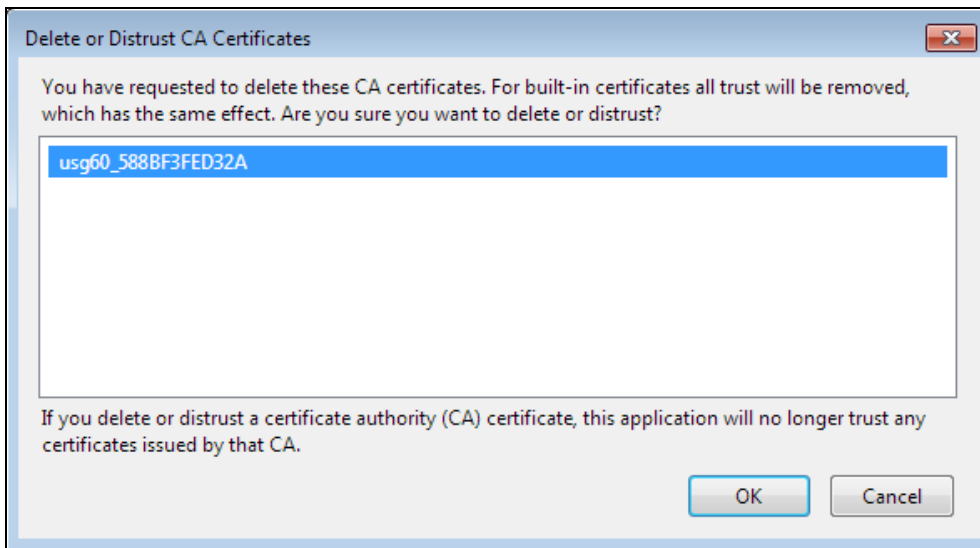 Delete or Distrust CA Certificates
You have requested to delete these CA certificates. For built-in certificates all trust will be removed,
which has the same effect. Are you sure you want to delete or distrust?
usg60_588BF3FED32A
If you delete or distrust a certificate authority (CA) certificate, this application will no longer trust any
certificates issued by that CA.
OK
Cancel